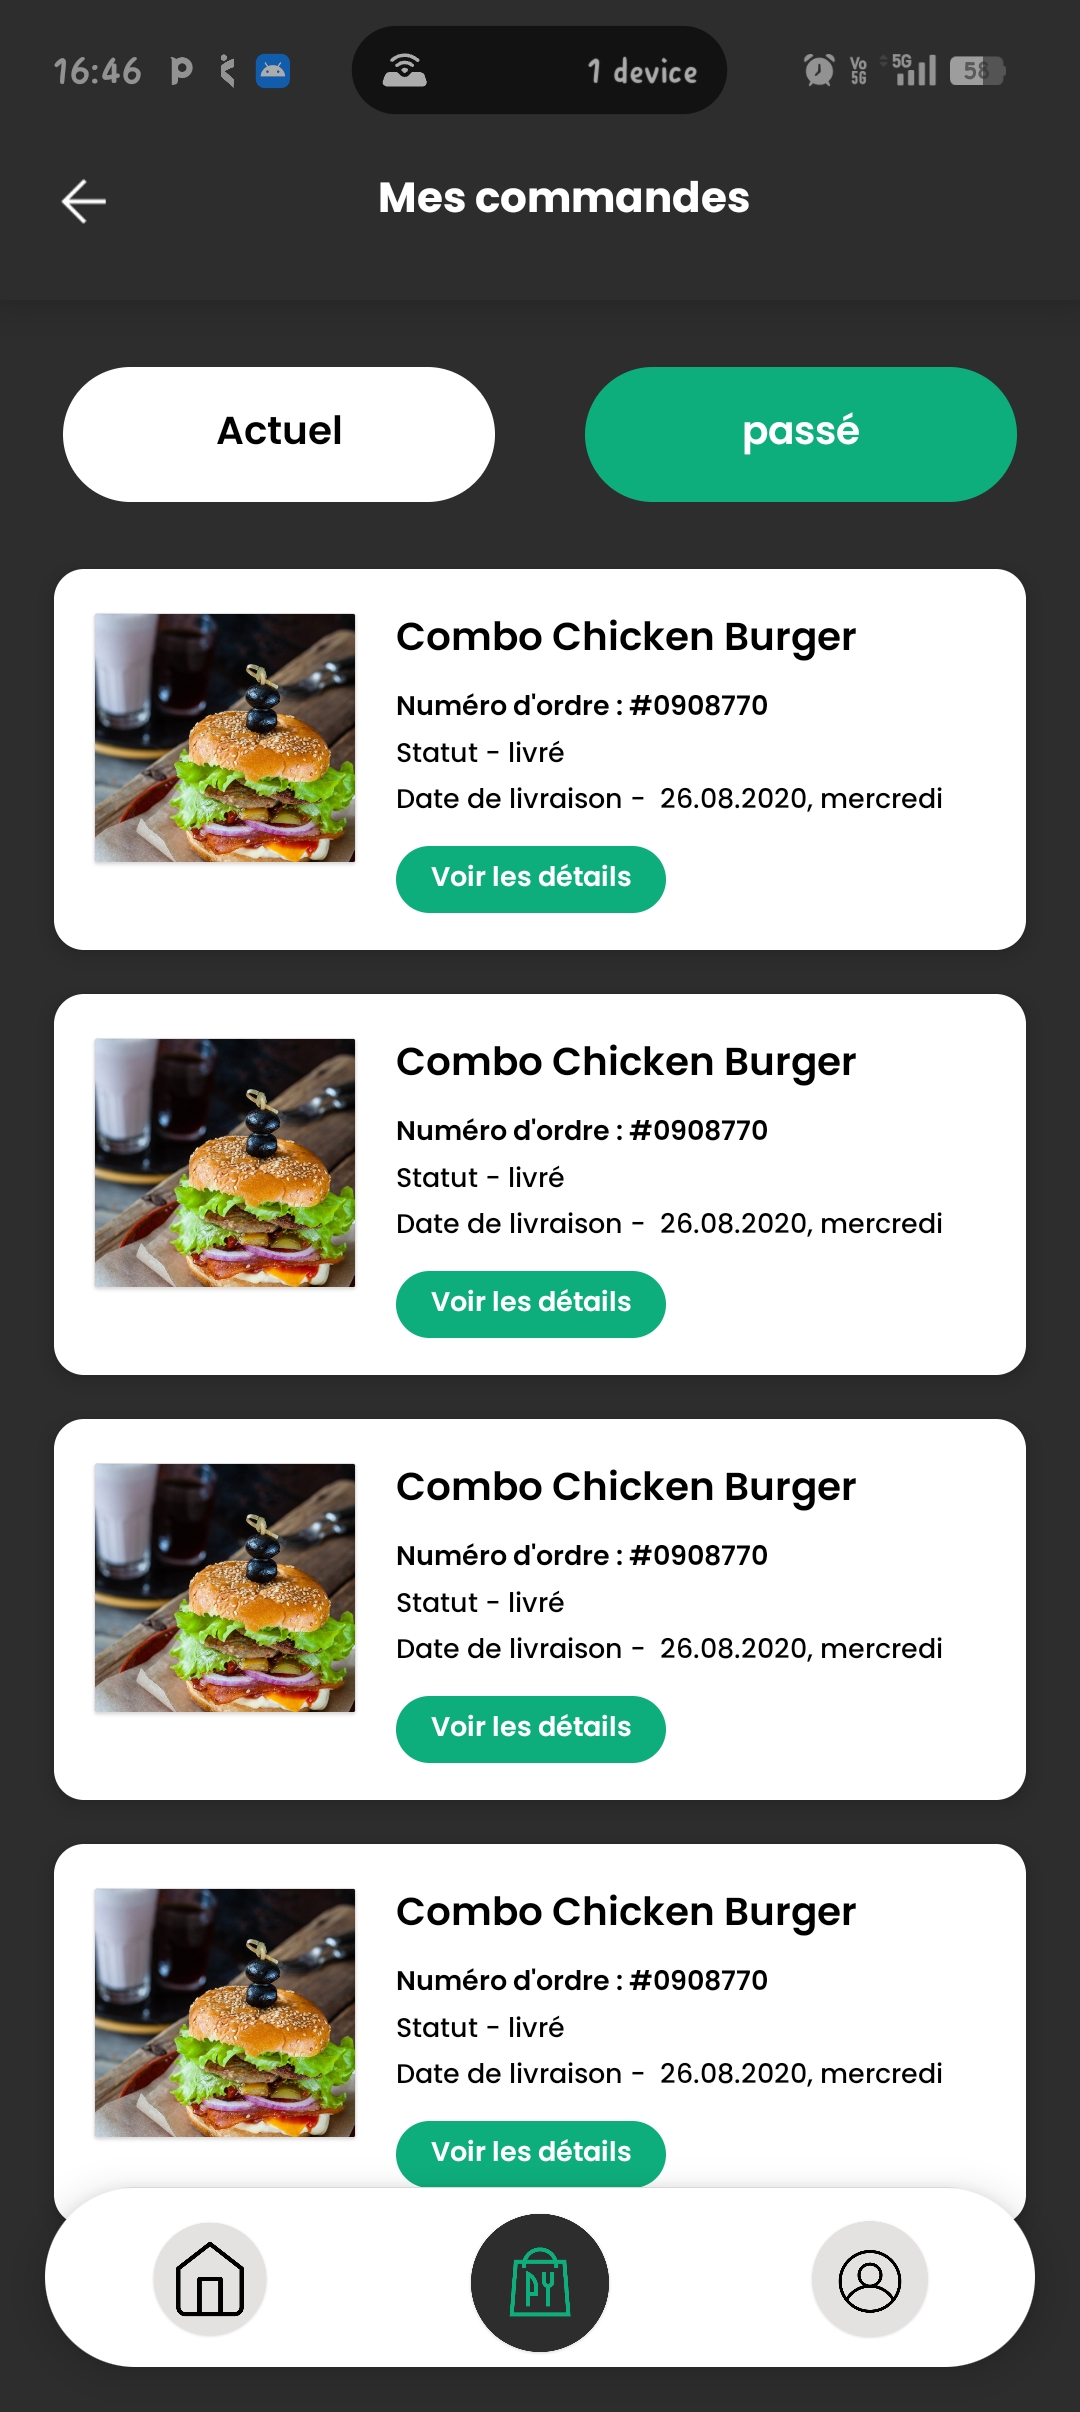 16:46
1 device
Vo 5G
5G
58
Mes commandes
Actuel
passé
Combo Chicken Burger
Numéro d'ordre : #0908770
Statut - livré
Date de livraison - 26.08.2020, mercredi
Voir les détails
Combo Chicken Burger
Numéro d'ordre : #0908770
Statut - livré
Date de livraison - 26.08.2020, mercredi
Voir les détails
Combo Chicken Burger
Numéro d'ordre : #0908770
Statut - livré
Date de livraison - 26.08.2020, mercredi
Voir les détails
Combo Chicken Burger
Numéro d'ordre : #0908770
Statut - livré
Date de livraison - 26.08.2020, mercredi
Voir les détails
PY